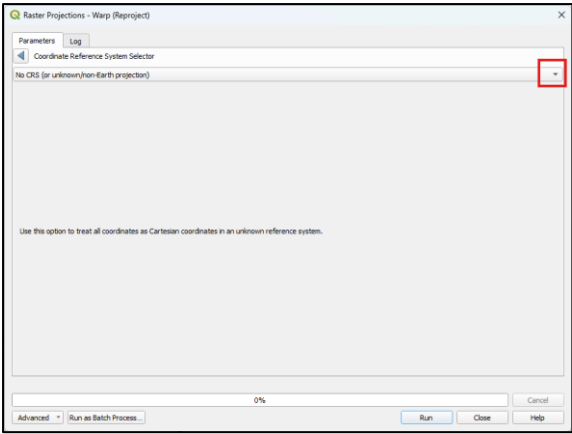 Raster Projections - Warp (Reproject)
Parameters Log
Coordinate Reference System Selector
No CRS (or unknown/non-Earth projection)
Use this option to treat all coordinates as Cartesian coordinates in an unknown reference system.
0% Cancel
Advanced Run as Batch Process... Run Close Help